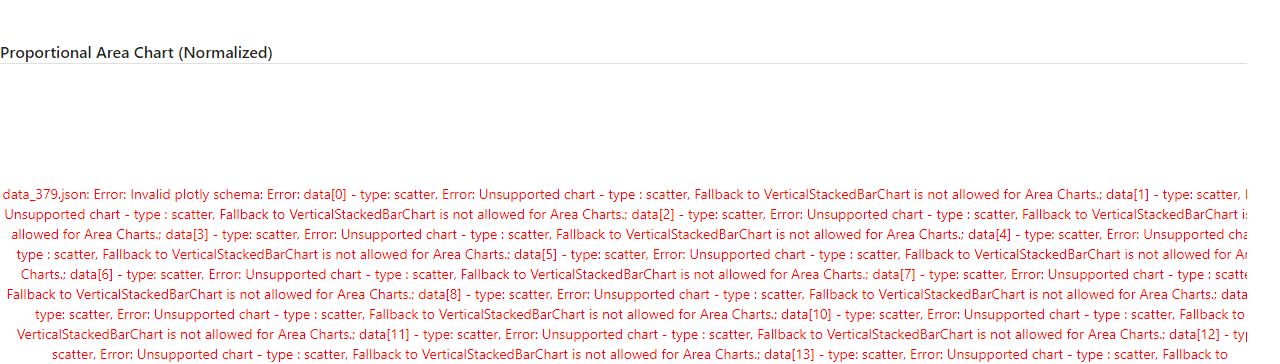 Proportional Area Chart (Normalized)
data_379.json: Error: Invalid plotly schema: Error: data[0] - type: scatter, Error: Unsupported chart - type : scatter, Fallback to VerticalStackedBarChart is not allowed for Area Charts.; data[1] - type: scatter,
Unsupported chart - type : scatter, Fallback to VerticalStackedBarChart is not allowed for Area Charts.; data[2] - type: scatter, Error: Unsupported chart - type : scatter, Fallback to VerticalStackedBarChart is
allowed for Area Charts.; data[3] - type: scatter, Error: Unsupported chart - type : scatter, Fallback to VerticalStackedBarChart is not allowed for Area Charts.; data[4] - type: scatter, Error: Unsupported cha
type : scatter, Fallback to VerticalStackedBarChart is not allowed for Area Charts.; data[5] - type: scatter, Error: Unsupported chart - type : scatter, Fallback to VerticalStackedBarChart is not allowed for Ar
Charts.; data[6] - type: scatter, Error: Unsupported chart - type : scatter, Fallback to VerticalStackedBarChart is not allowed for Area Charts.; data[7] - type: scatter, Error: Unsupported chart - type : scatte
Fallback to VerticalStackedBarChart is not allowed for Area Charts.; data[8] - type: scatter, Error: Unsupported chart - type : scatter, Fallback to VerticalStackedBarChart is not allowed for Area Charts.; data
type: scatter, Error: Unsupported chart - type : scatter, Fallback to VerticalStackedBarChart is not allowed for Area Charts.; data[10] - type: scatter, Error: Unsupported chart - type : scatter, Fallback to
VerticalStackedBarChart is not allowed for Area Charts.; data[11] - type: scatter, Error: Unsupported chart - type : scatter, Fallback to VerticalStackedBarChart is not allowed for Area Charts.; data[12] - typ
scatter, Error: Unsupported chart - type : scatter, Fallback to VerticalStackedBarChart is not allowed for Area Charts.; data[13] - type: scatter, Error: Unsupported chart - type : scatter, Fallback to